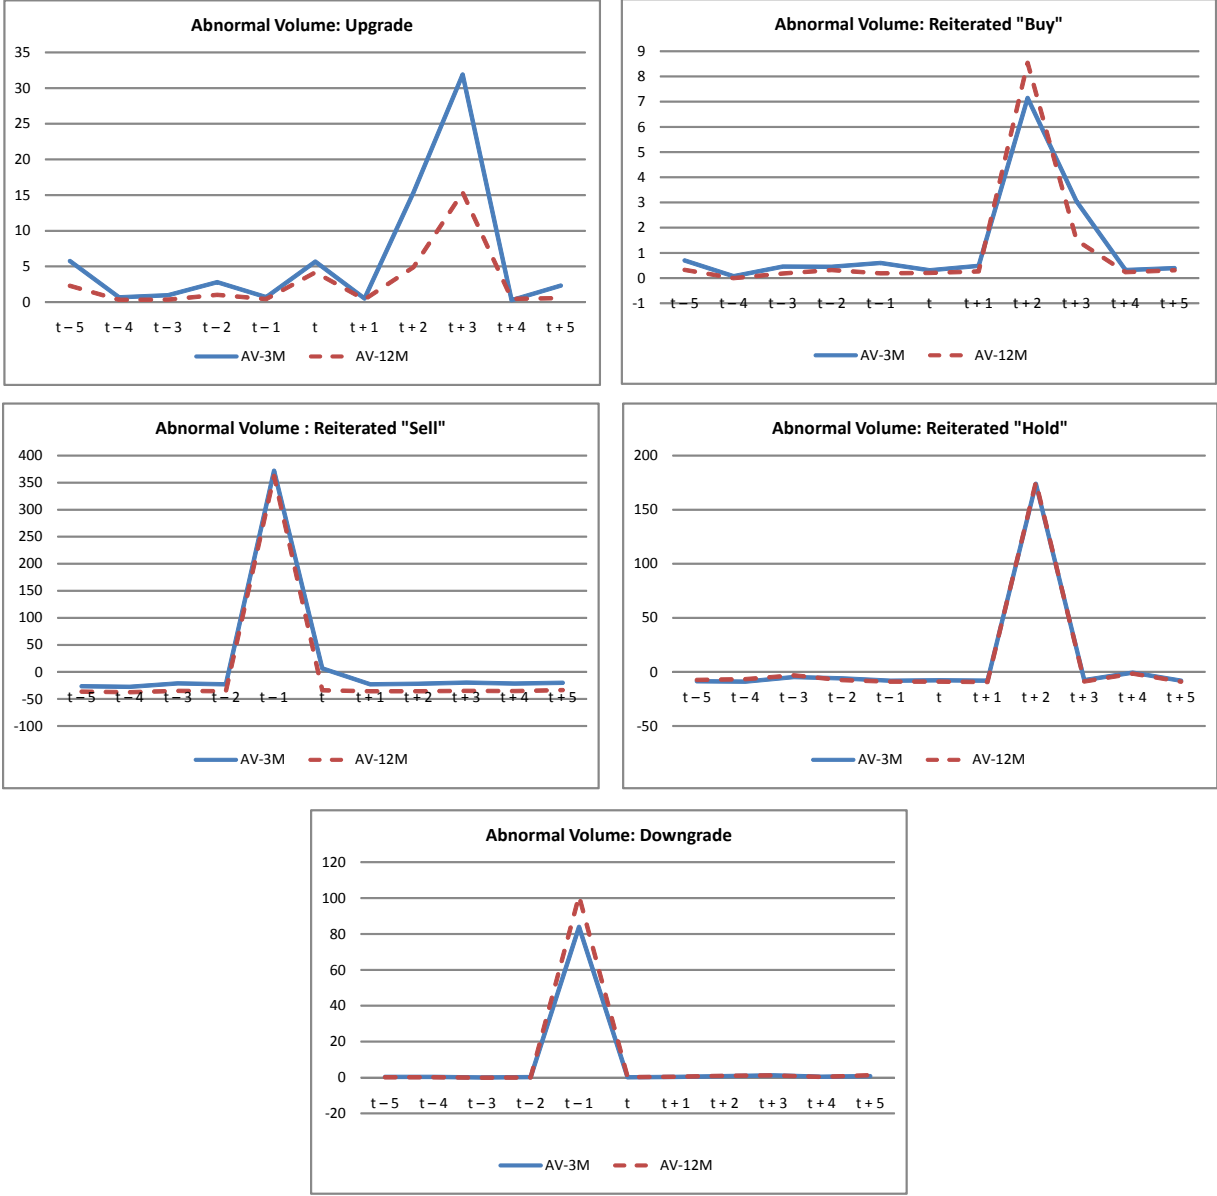 Abnormal Volume: Upgrade
35
30
25
20
15
10
5
0
t – 5 t – 4 t – 3 t – 2 t – 1 t t + 1 t + 2 t + 3 t + 4 t + 5
AV-3M AV-12M
Abnormal Volume: Reiterated "Buy"
9
8
7
6
5
4
3
2
1
0
-1
t – 5 t – 4 t – 3 t – 2 t – 1 t t + 1 t + 2 t + 3 t + 4 t + 5
AV-3M AV-12M
Abnormal Volume : Reiterated "Sell"
400
350
300
250
200
150
100
50
0
-50
-100
t – 5 t – 4 t – 3 t – 2 t – 1 t t + 1 t + 2 t + 3 t + 4 t + 5
AV-3M AV-12M
Abnormal Volume: Reiterated "Hold"
200
150
100
50
0
-50
t – 5 t – 4 t – 3 t – 2 t – 1 t t + 1 t + 2 t + 3 t + 4 t + 5
AV-3M AV-12M
Abnormal Volume: Downgrade
120
100
80
60
40
20
0
-20
t – 5 t – 4 t – 3 t – 2 t – 1 t t + 1 t + 2 t + 3 t + 4 t + 5
AV-3M AV-12M